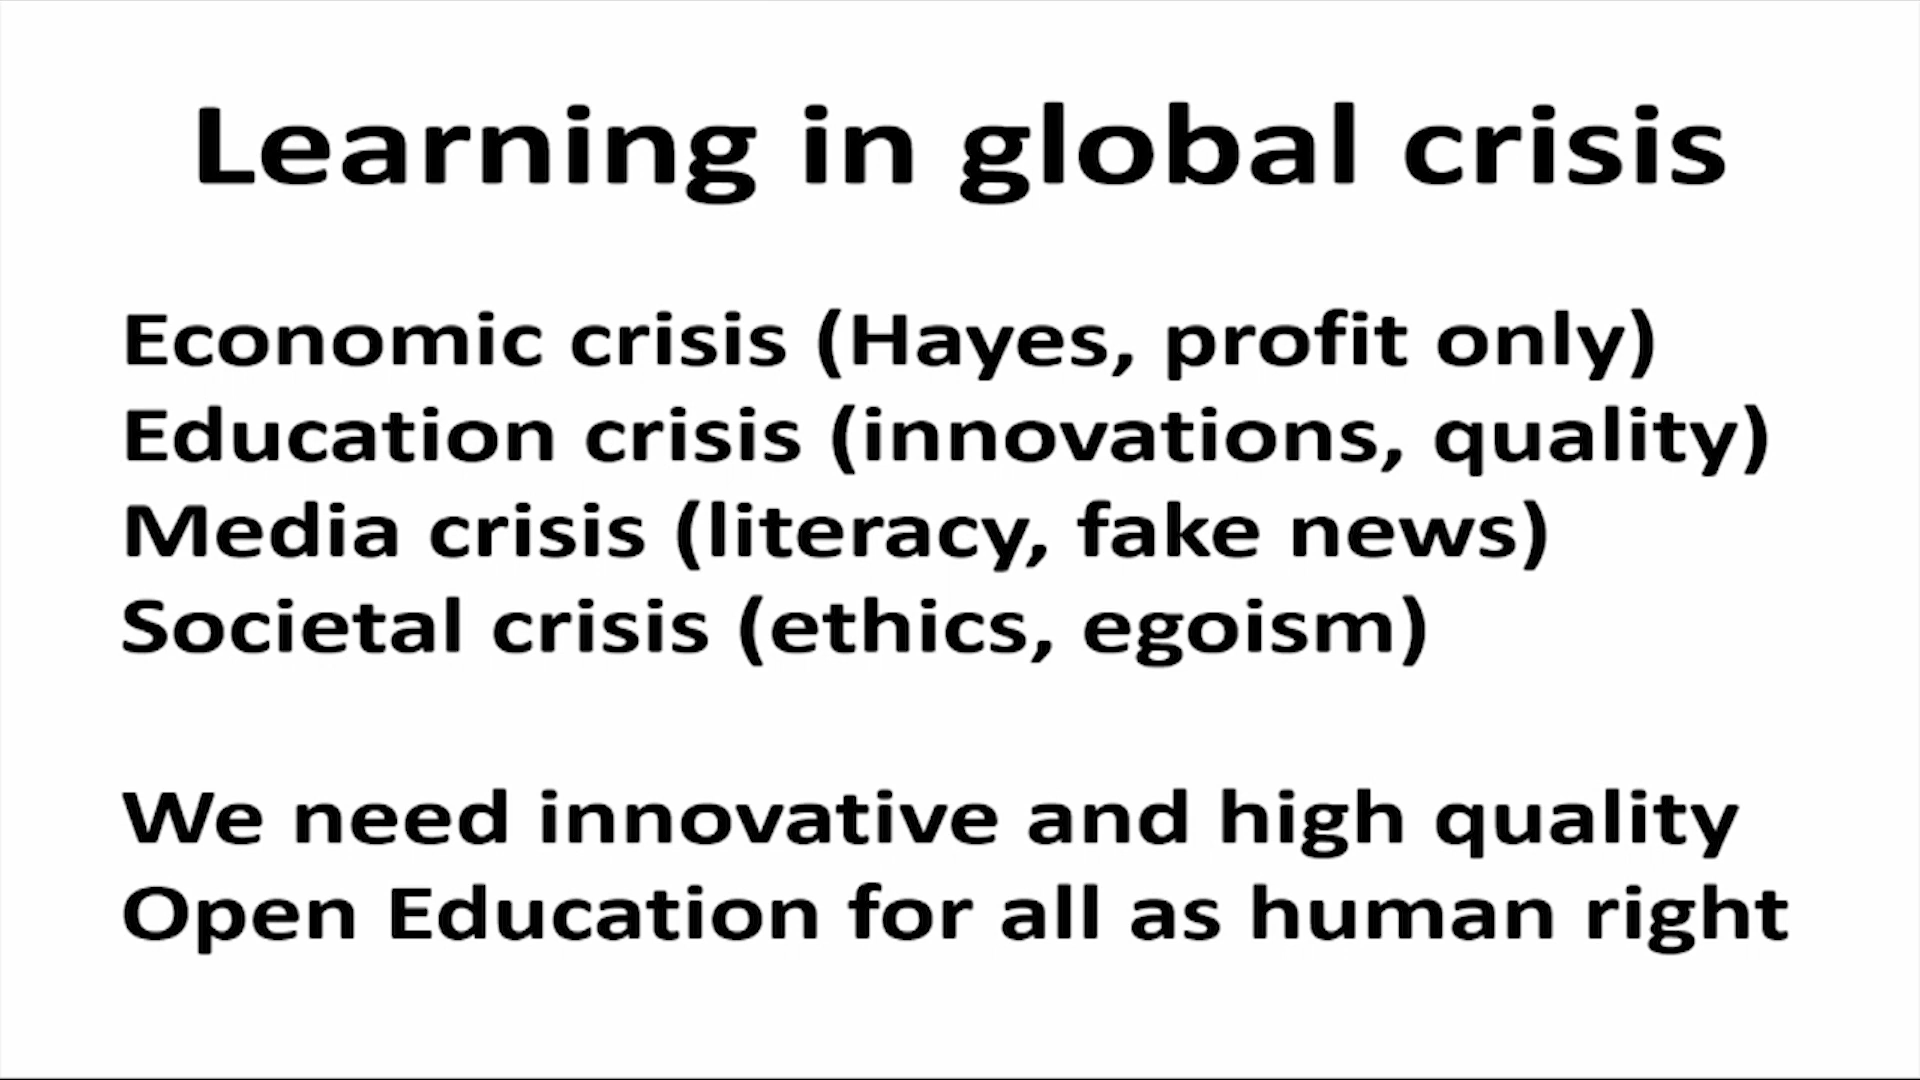 Learning in global crisis
Economic crisis (Hayes, profit only)
Education crisis (innovations, quality)
Media crisis (literacy, fake news)
Societal crisis (ethics, egoism)
We need innovative and high quality
Open Education for all as human right